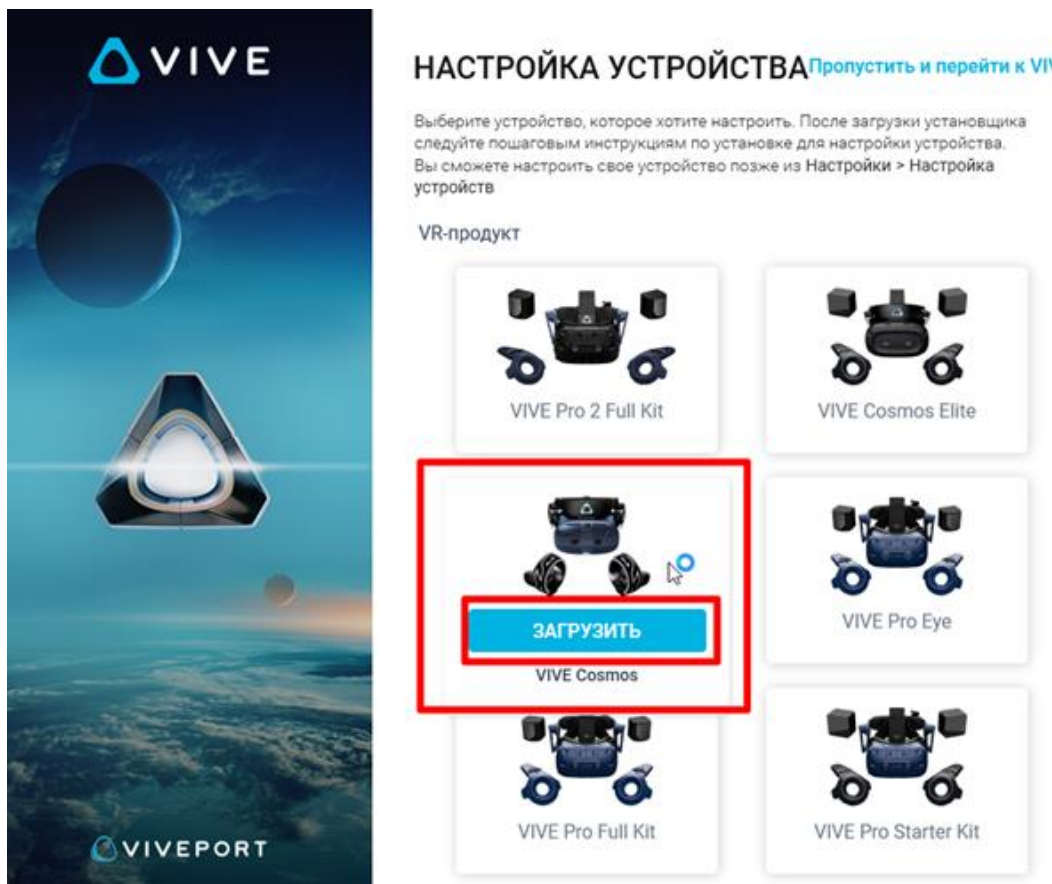 VIVE
НАСТРОЙКА УСТРОЙСТВА
Пропустить и перейти к
Выберите устройство, которое хотите настроить. После загрузки установщика
следуйте пошаговым инструкциям по установке для настройки устройства.
Вы сможете настроить свое устройство позже из Настройки > Настройка
устройств
VR-продукт
VIVE Pro 2 Full Kit
VIVE Cosmos Elite
ЗАГРУЗИТЬ
VIVE Cosmos
VIVE Pro Eye
VIVE Pro Full Kit
VIVE Pro Starter Kit
VIVEPORT